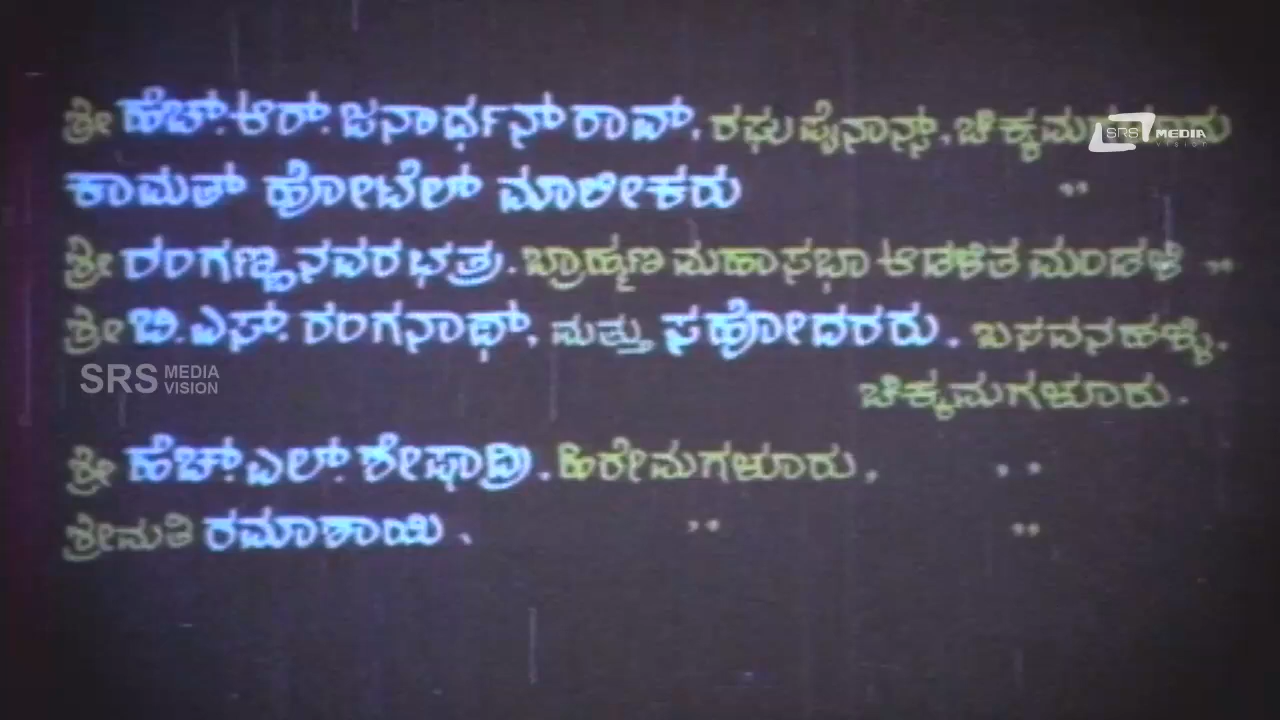 ಶ್ರೀ ಹೆಚ್. ಆರ್. ಜನಾರ್ಧನ್ ರಾವ್, ರಘು ಫೈನಾನ್ಸ್, 
SRS MEDIA
VISION
ಕಾಮತ್ ಹೋಟೆಲ್ ಮಾಲೀಕರು ,,
ಶ್ರೀ ರಂಗಣ್ಣನವರ ಛತ್ರ. ಬ್ರಾಹ್ಮಣ ಮಹಾಸಭಾ ಆಡಳಿತ ಮಂಡಳಿ ,,
ಶ್ರೀ ಎಸ್. ರಂಗನಾಥ್, ಮತ್ತು ಸಹೋದರರು. ಬಸವನಹಳ್ಳಿ.
SRS MEDIA
VISION
ಚಿಕ್ಕಮಗಳೂರು.
ಶ್ರೀ ಹೆಚ್. ಎಲ್. ಶೇಷಾದ್ರಿ. ಹಿರೇಮಗಳೂರು, ,,
ಶ್ರೀಮತಿ ರಮಾಶಾಯಿ, ,, ,,